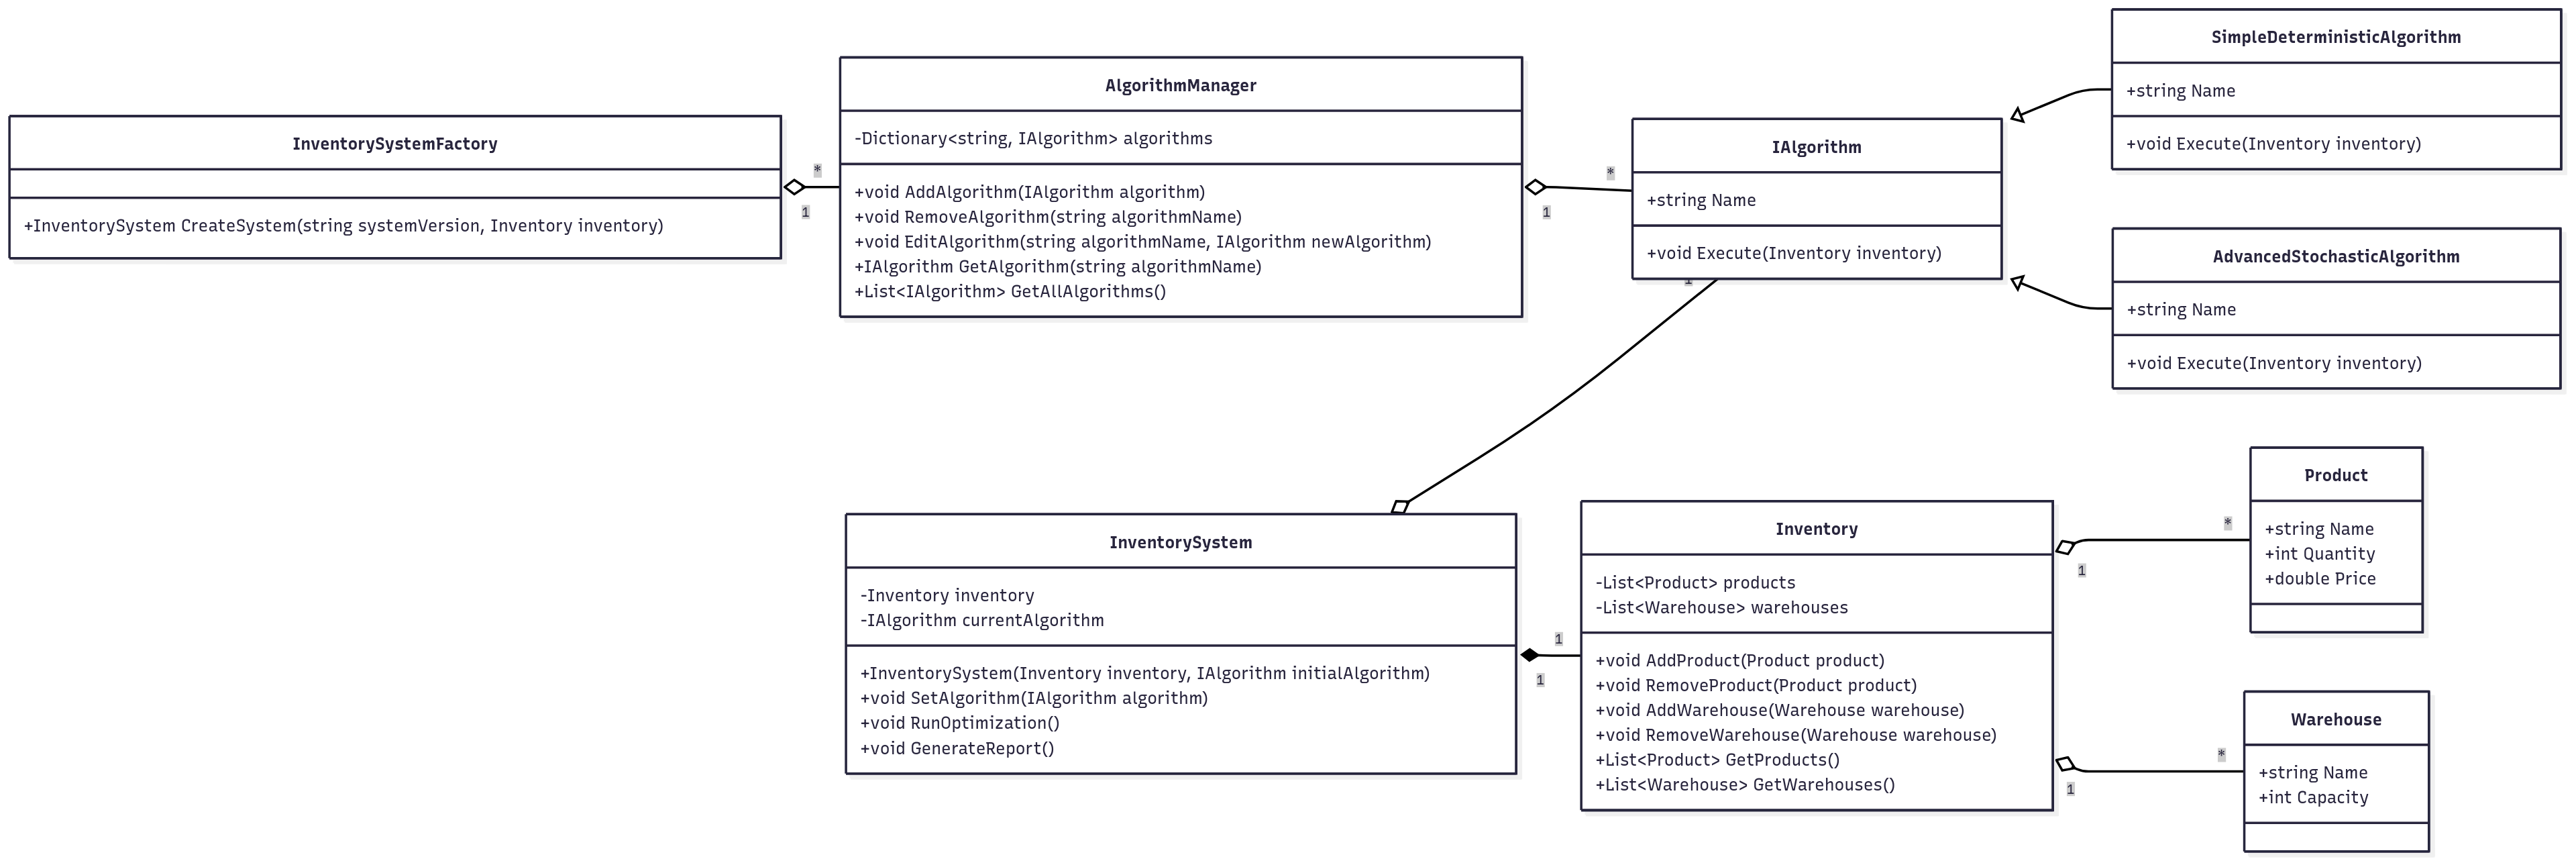 InventorySystemFactory
+InventorySystem CreateSystem(string systemVersion, Inventory inventory)
*
1
AlgorithmManager
-Dictionary<string, IAlgorithm> algorithms
+void AddAlgorithm(IAlgorithm algorithm)
+void RemoveAlgorithm(string algorithmName)
+void EditAlgorithm(string algorithmName, IAlgorithm newAlgorithm)
+IAlgorithm GetAlgorithm(string algorithmName)
+List<IAlgorithm> GetAllAlgorithms()
*
1
IAlgorithm
+string Name
+void Execute(Inventory inventory)
1
SimpleDeterministicAlgorithm
+string Name
+void Execute(Inventory inventory)
AdvancedStochasticAlgorithm
+string Name
+void Execute(Inventory inventory)
InventorySystem
-Inventory inventory
-IAlgorithm currentAlgorithm
+InventorySystem(Inventory inventory, IAlgorithm initialAlgorithm)
+void SetAlgorithm(IAlgorithm algorithm)
+void RunOptimization()
+void GenerateReport()
1
1
Inventory
-List<Product> products
-List<Warehouse> warehouses
+void AddProduct(Product product)
+void RemoveProduct(Product product)
+void AddWarehouse(Warehouse warehouse)
+void RemoveWarehouse(Warehouse warehouse)
+List<Product> GetProducts()
+List<Warehouse> GetWarehouses()
*
1
Product
+string Name
+int Quantity
+double Price
*
1
Warehouse
+string Name
+int Capacity